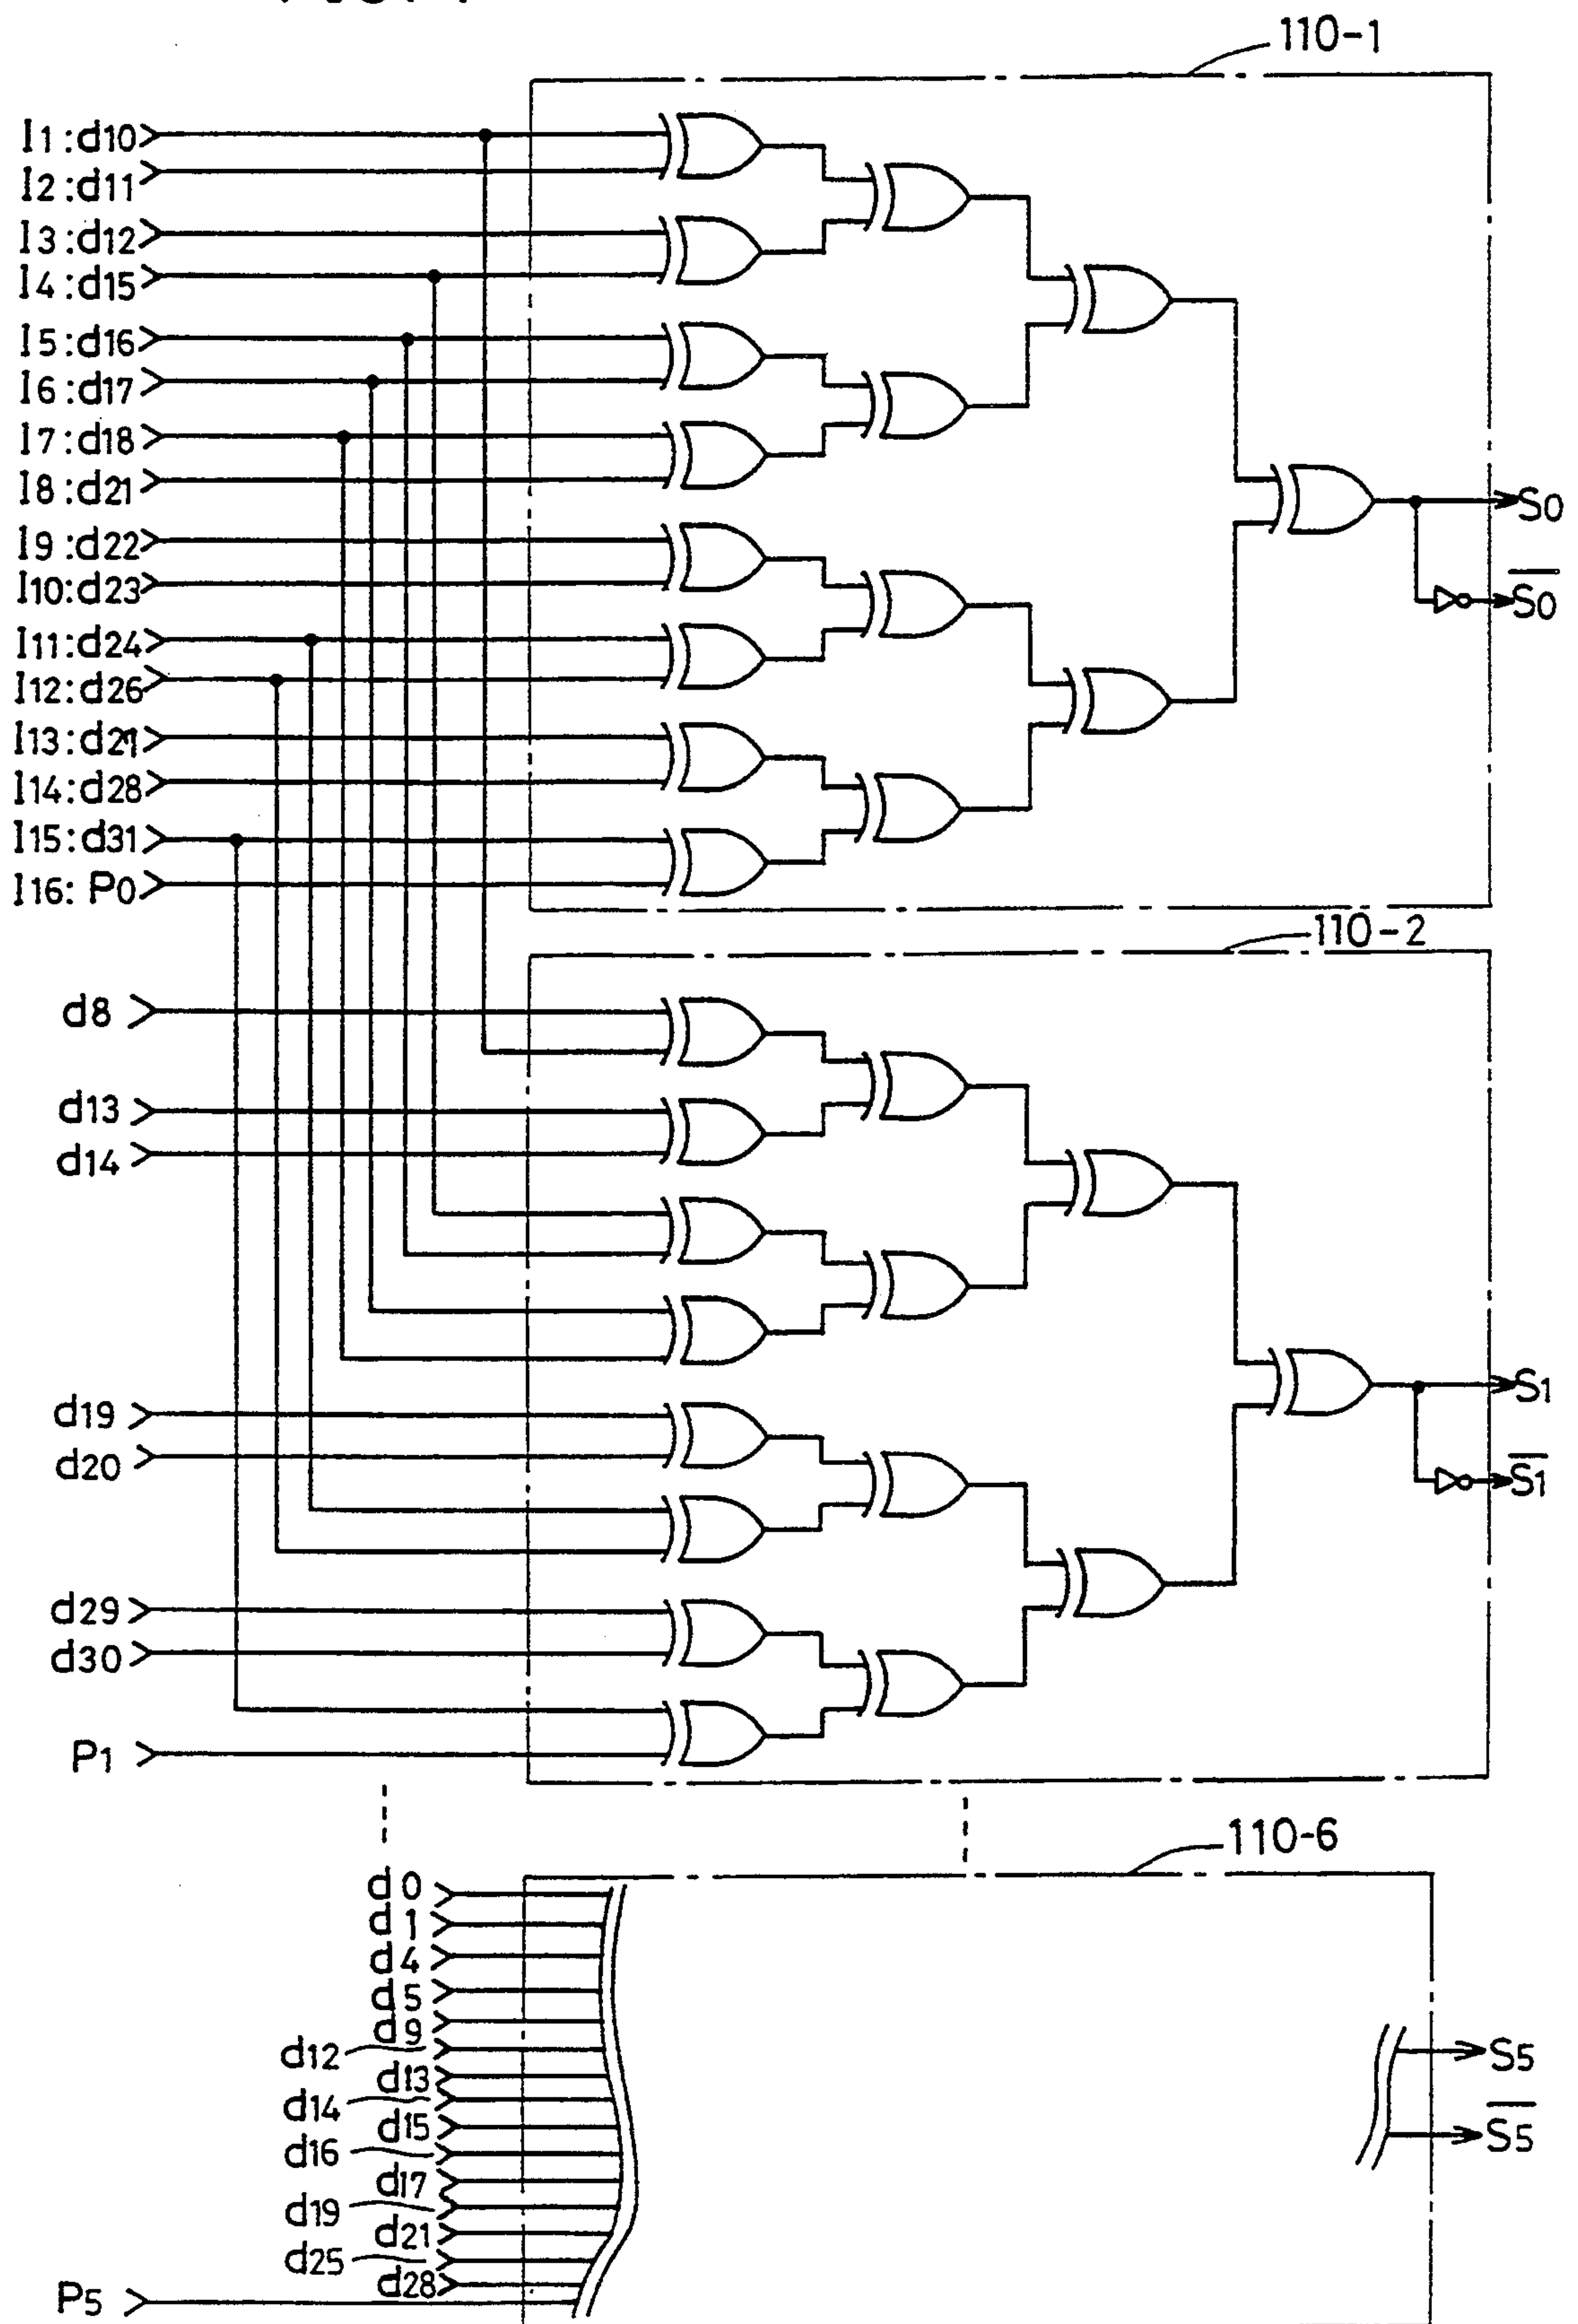 110-1
I1:d10
I2:d11
I3:d12
I4:d15
I5:d16
I6:d17
I7:d18
I8:d21
I9:d22
I10:d23
I11:d24
I12:d26
I13:d27
I14:d28
I15:d31
I16:P0
S0
S0
110-2
d8
d13
d14
d19
d20
d29
d30
P1
S1
S1
110-6
d0
d1
d4
d5
d9
d12
d13
d14
d15
d16
d17
d19
d21
d25
d28
P5
S5
S5